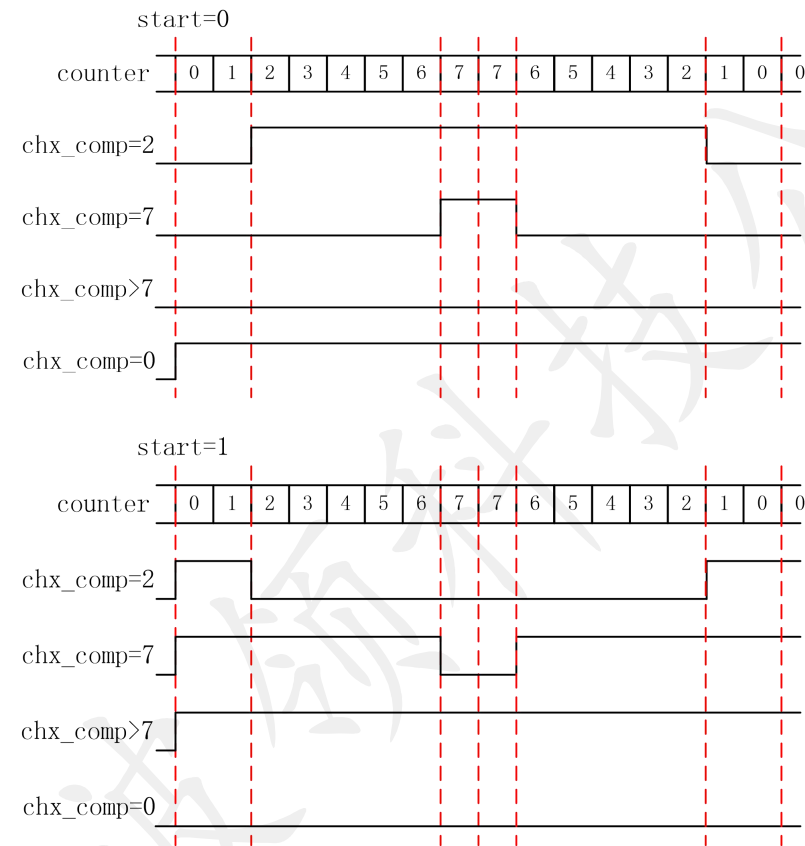 start=0
counter 0 1 2 3 4 5 6 7 7 6 5 4 3 2 1 0 0
chx_comp=2
chx_comp=7
chx_comp>7
chx_comp=0
start=1
counter 0 1 2 3 4 5 6 7 7 6 5 4 3 2 1 0 0
chx_comp=2
chx_comp=7
chx_comp>7
chx_comp=0